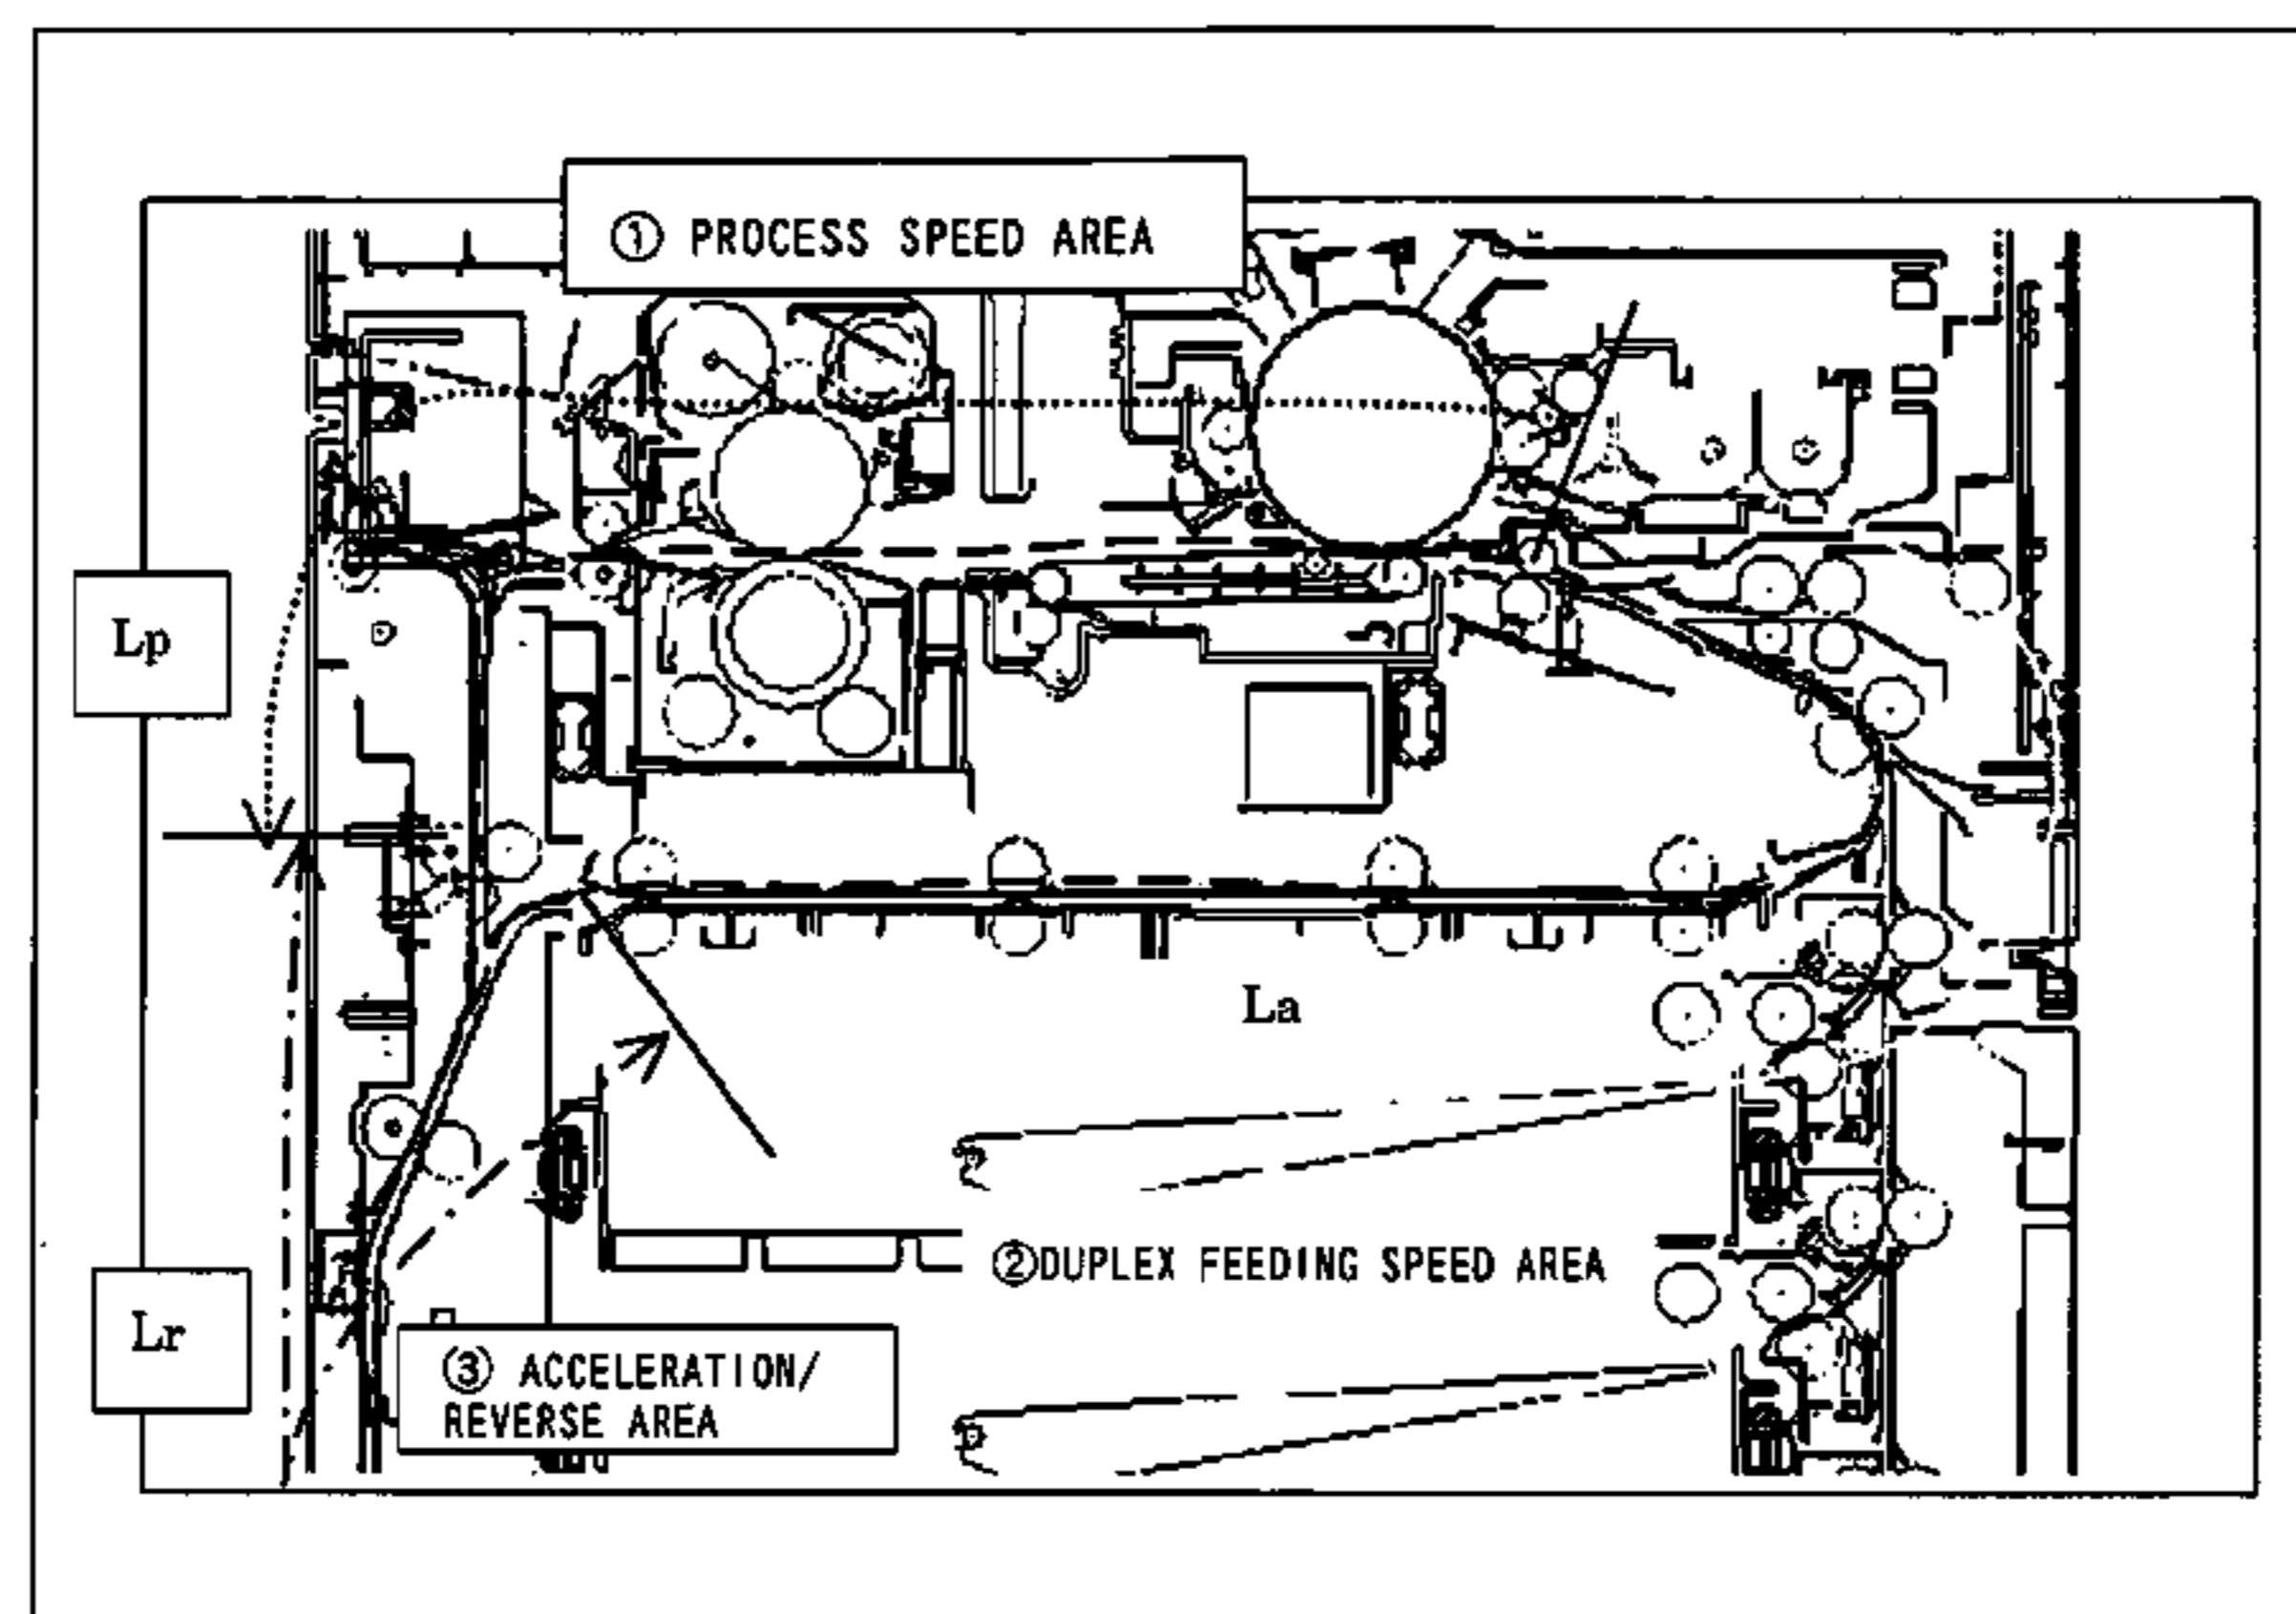 ① PROCESS SPEED AREA
Lp
La
②DUPLEX FEEDING SPEED AREA
Lr
③ ACCELERATION/
REVERSE AREA